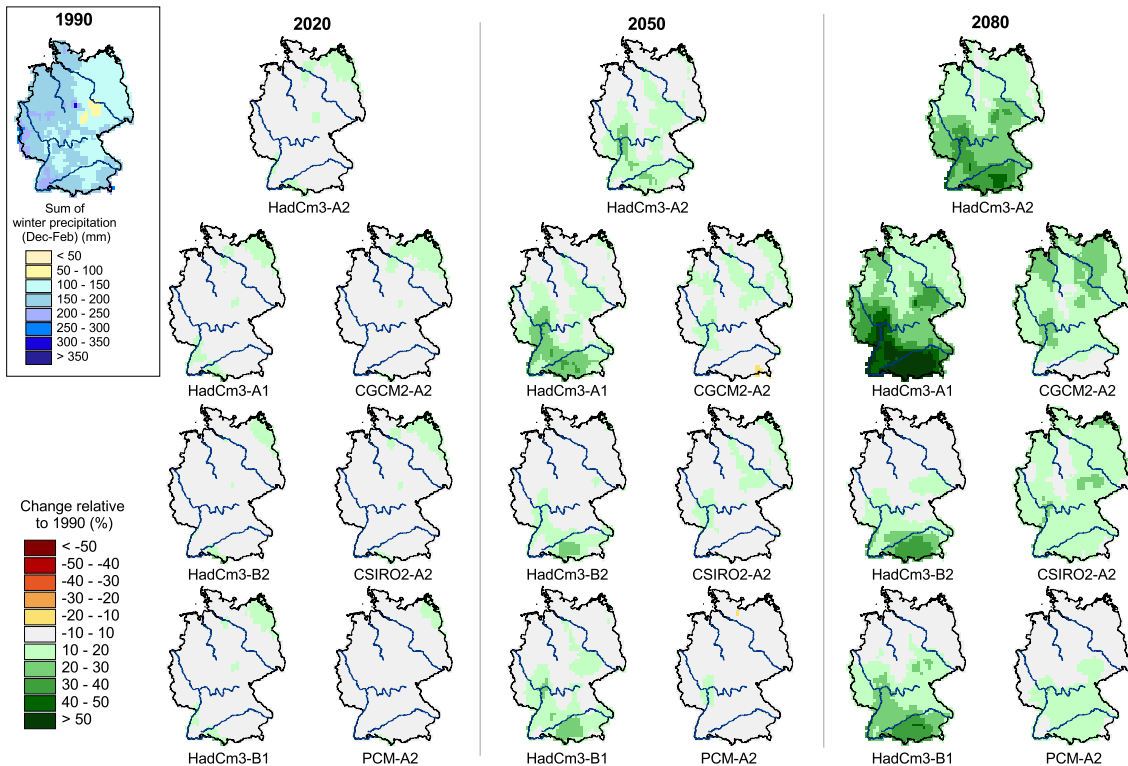 1990
2020
2050
2080
HadCm3-A2
HadCm3-A2
HadCm3-A2
Sum of
winter precipitation
(Dec-Feb) (mm)
< 50
50 - 100
100 - 150
150 - 200
200 - 250
250 - 300
300 - 350
> 350
HadCm3-A1
CGCM2-A2
HadCm3-A1
CGCM2-A2
HadCm3-A1
CGCM2-A2
HadCm3-B2
CSIRO2-A2
HadCm3-B2
CSIRO2-A2
HadCm3-B2
CSIRO2-A2
Change relative
to 1990 (%)
< -50
-50 - -40
-40 - -30
-30 - -20
-20 - -10
-10 - 10
10 - 20
20 - 30
30 - 40
40 - 50
> 50
HadCm3-B1
PCM-A2
HadCm3-B1
PCM-A2
HadCm3-B1
PCM-A2